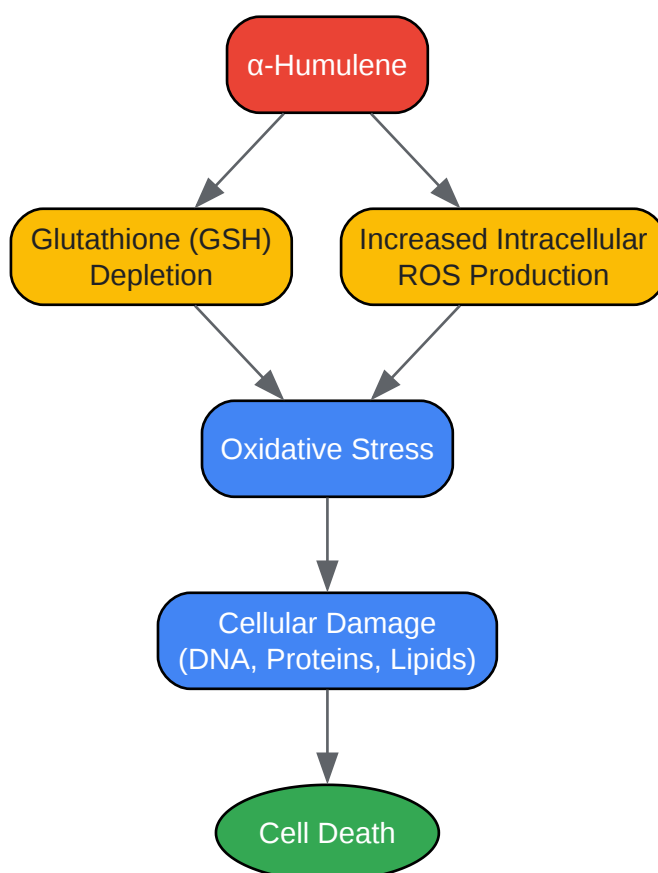 α-Humulene
Glutathione (GSH)
Depletion
Increased Intracellular
ROS Production
Oxidative Stress
Cellular Damage
(DNA, Proteins, Lipids)
Cell Death